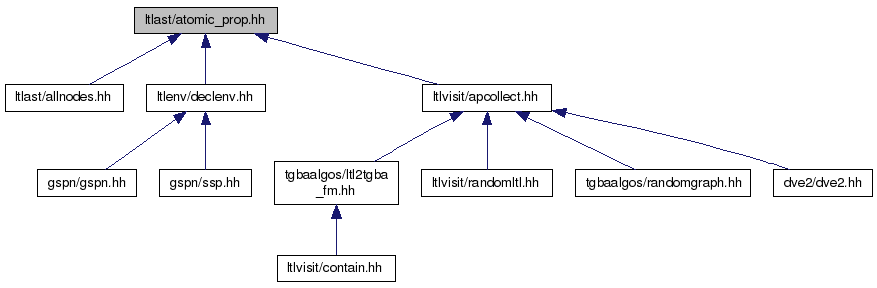 ltlast/atomic_prop.hh
ltlast/allnodes.hh
ltlenv/declenv.hh
ltlvisit/apcollect.hh
gspn/gspn.hh
gspn/ssp.hh
tgbaalgos/ltl2tgba
_fm.hh
ltlvisit/randomltl.hh
tgbaalgos/randomgraph.hh
dve2/dve2.hh
ltlvisit/contain.hh